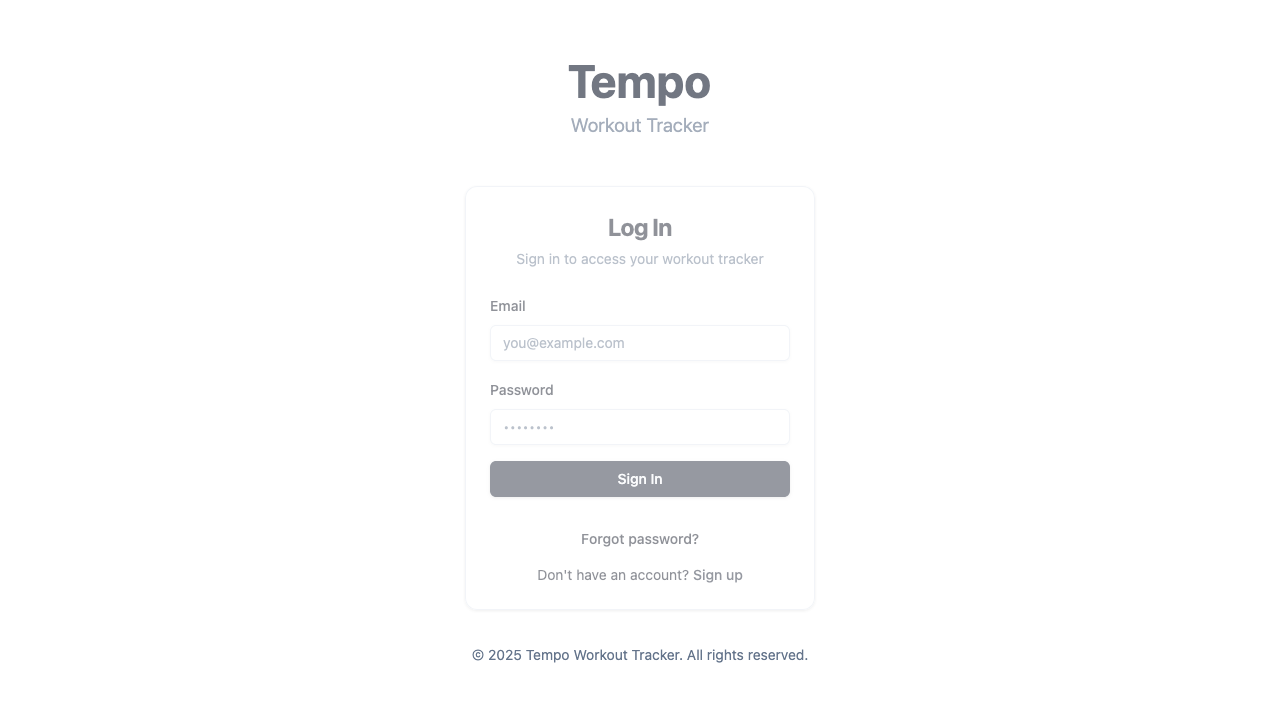 Tempo
Workout Tracker
Log In
Sign in to access your workout tracker
Email
you@example.com
Password
••••••••
Sign In
Forgot password?
Don't have an account? Sign up
© 2025 Tempo Workout Tracker. All rights reserved.